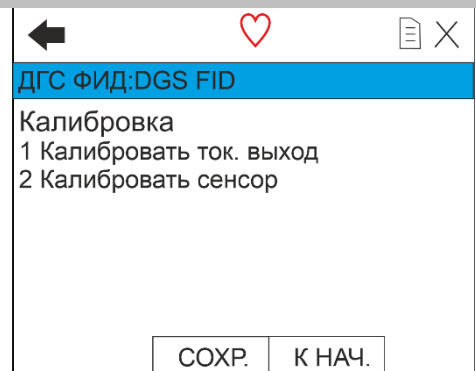 ДГС ФИД:DGS FID
Калибровка
1 Калибровать ток. выход
2 Калибровать сенсор
СОХР. К НАЧ.